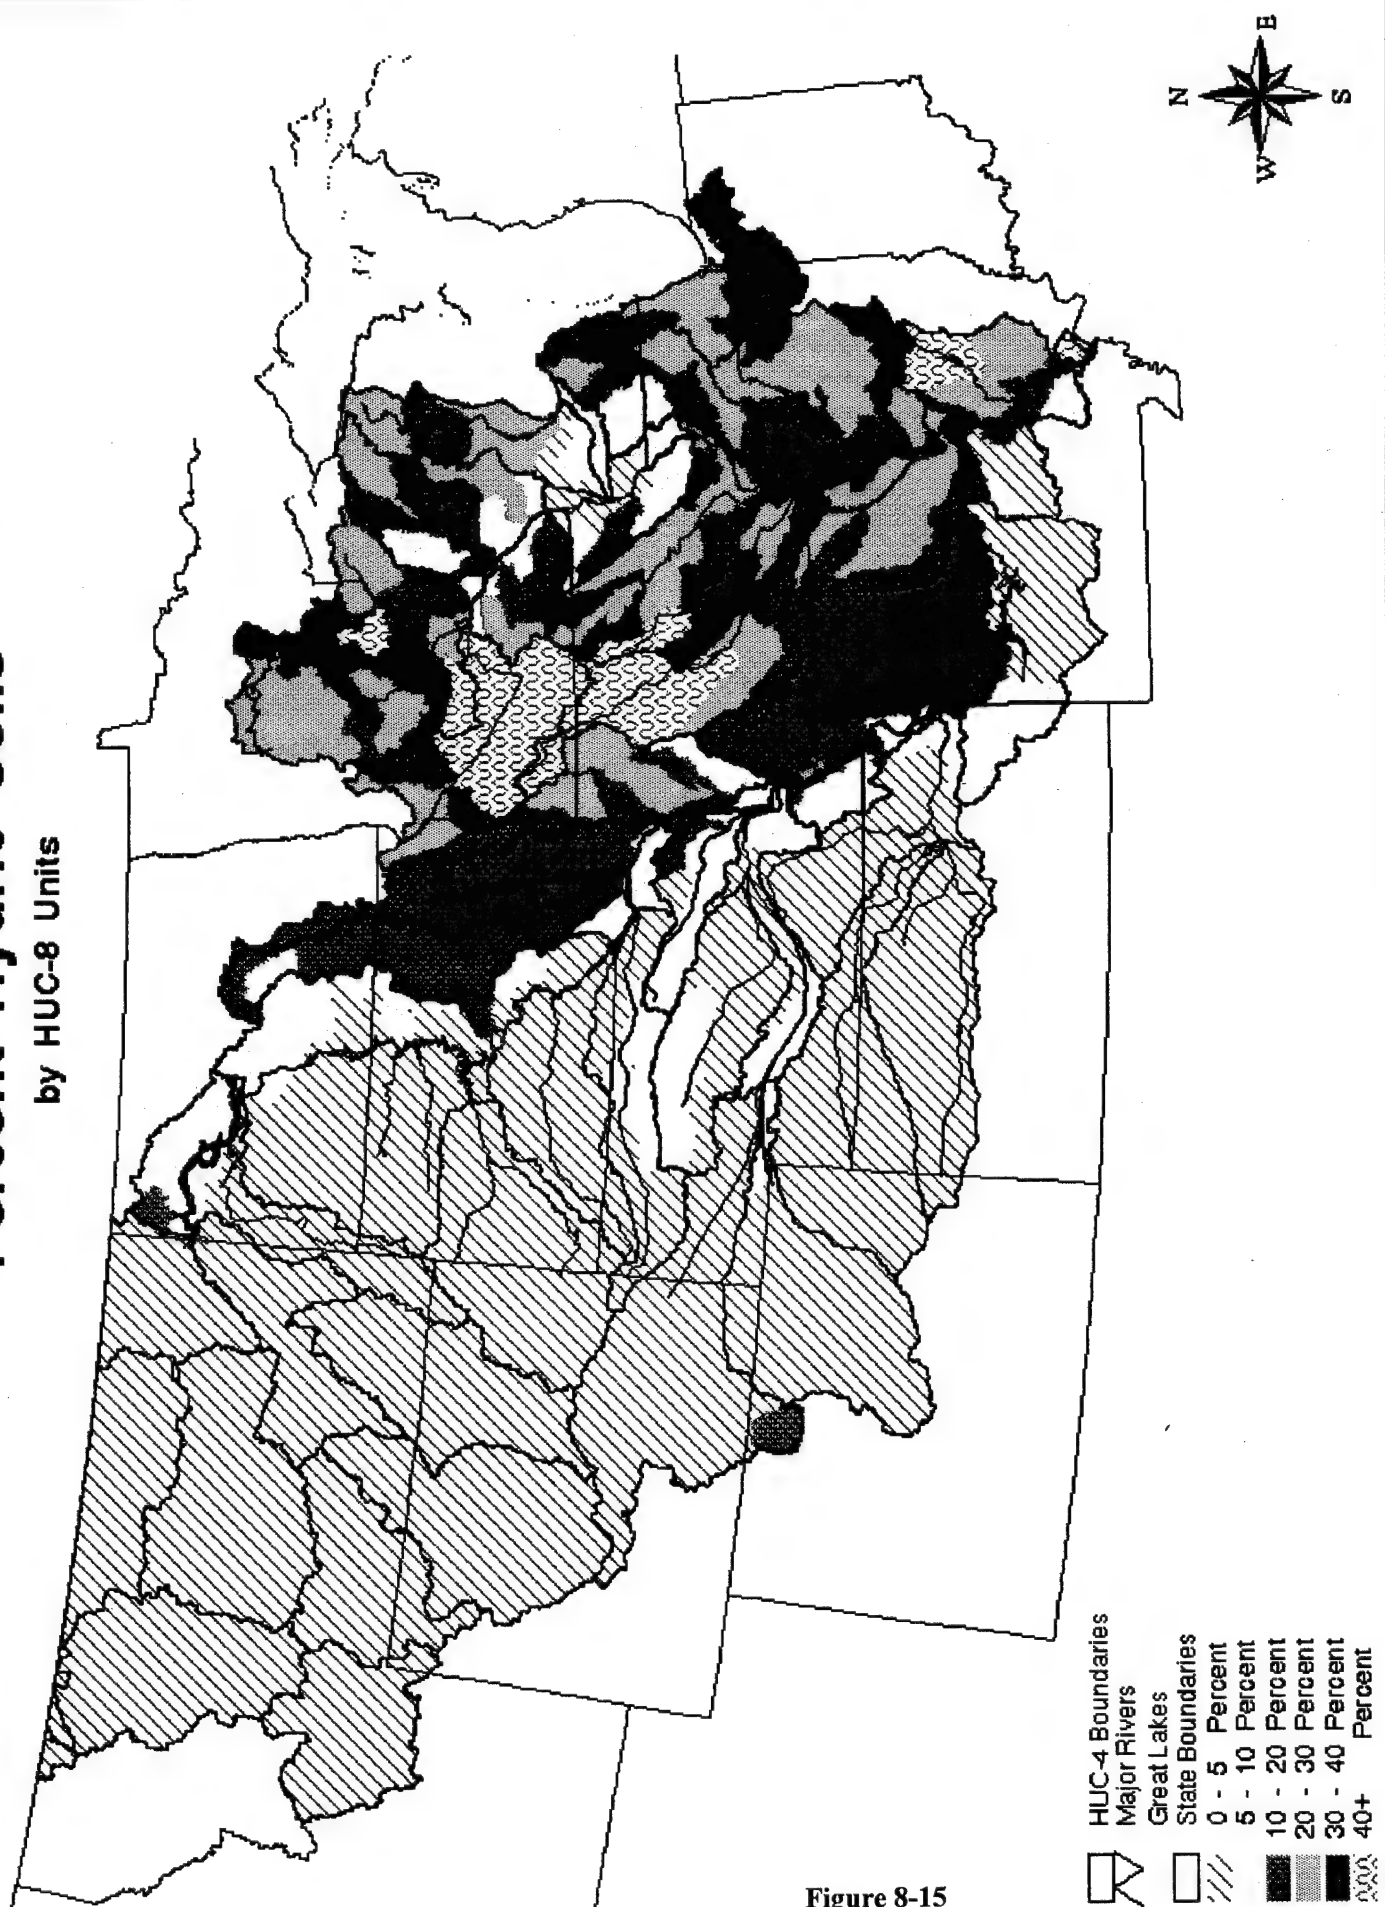 by HUC-8 Units
N
W
E
S
HUC-4 Boundaries
Major Rivers
Great Lakes
State Boundaries
0 - 5 Percent
5 - 10 Percent
10 - 20 Percent
20 - 30 Percent
30 - 40 Percent
40+ Percent
Figure 8-15